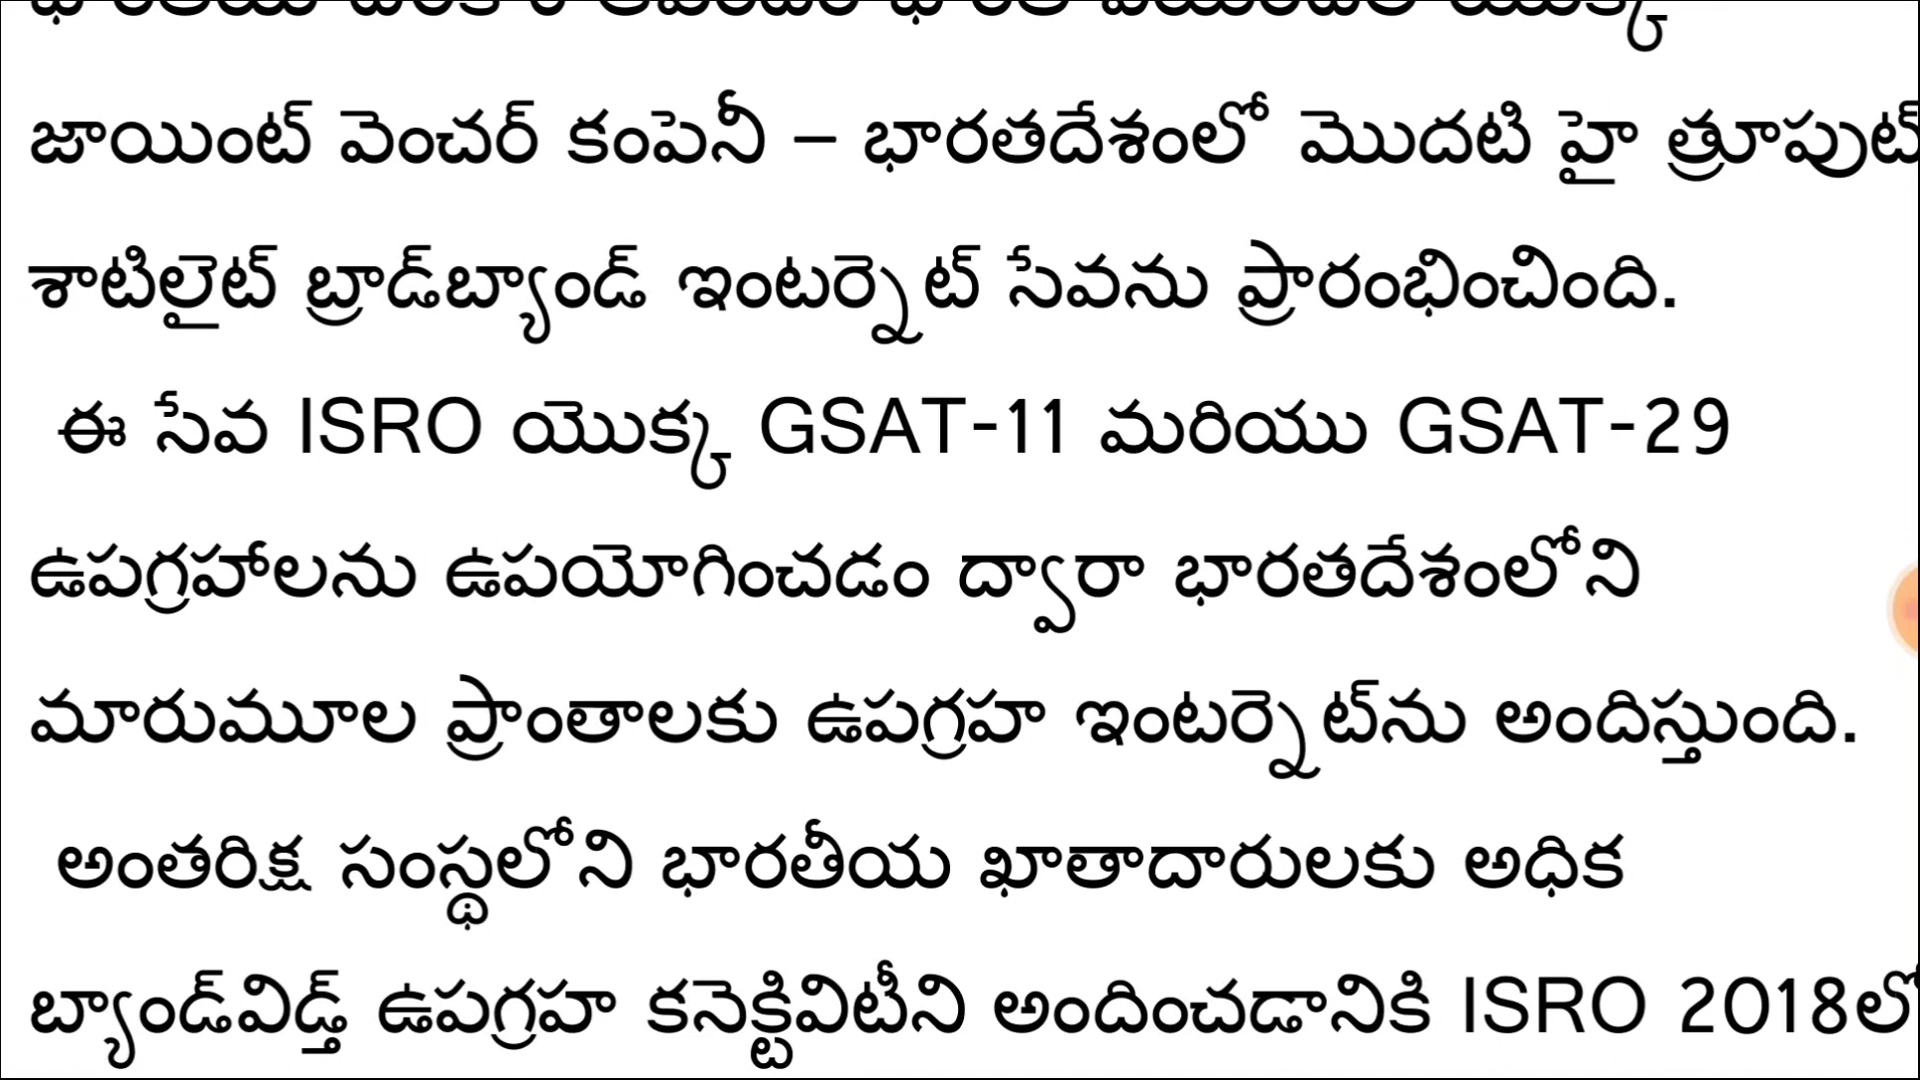 యొక్క
జాయింట్ వెంచర్ కంపెనీ – భారతదేశంలో మొదటి హై త్రూపుట్
శాటిలైట్ బ్రాడ్‌బ్యాండ్ ఇంటర్నెట్ సేవను ప్రారంభించింది.
ఈ సేవ ISRO యొక్క GSAT-11 మరియు GSAT-29
ఉపగ్రహాలను ఉపయోగించడం ద్వారా భారతదేశంలోని
మారుమూల ప్రాంతాలకు ఉపగ్రహ ఇంటర్నెట్‌ను అందిస్తుంది.
అంతరిక్ష సంస్థలోని భారతీయ ఖాతాదారులకు అధిక
బ్యాండ్‌విడ్త్ ఉపగ్రహ కనెక్టివిటీని అందించడానికి ISRO 2018లో